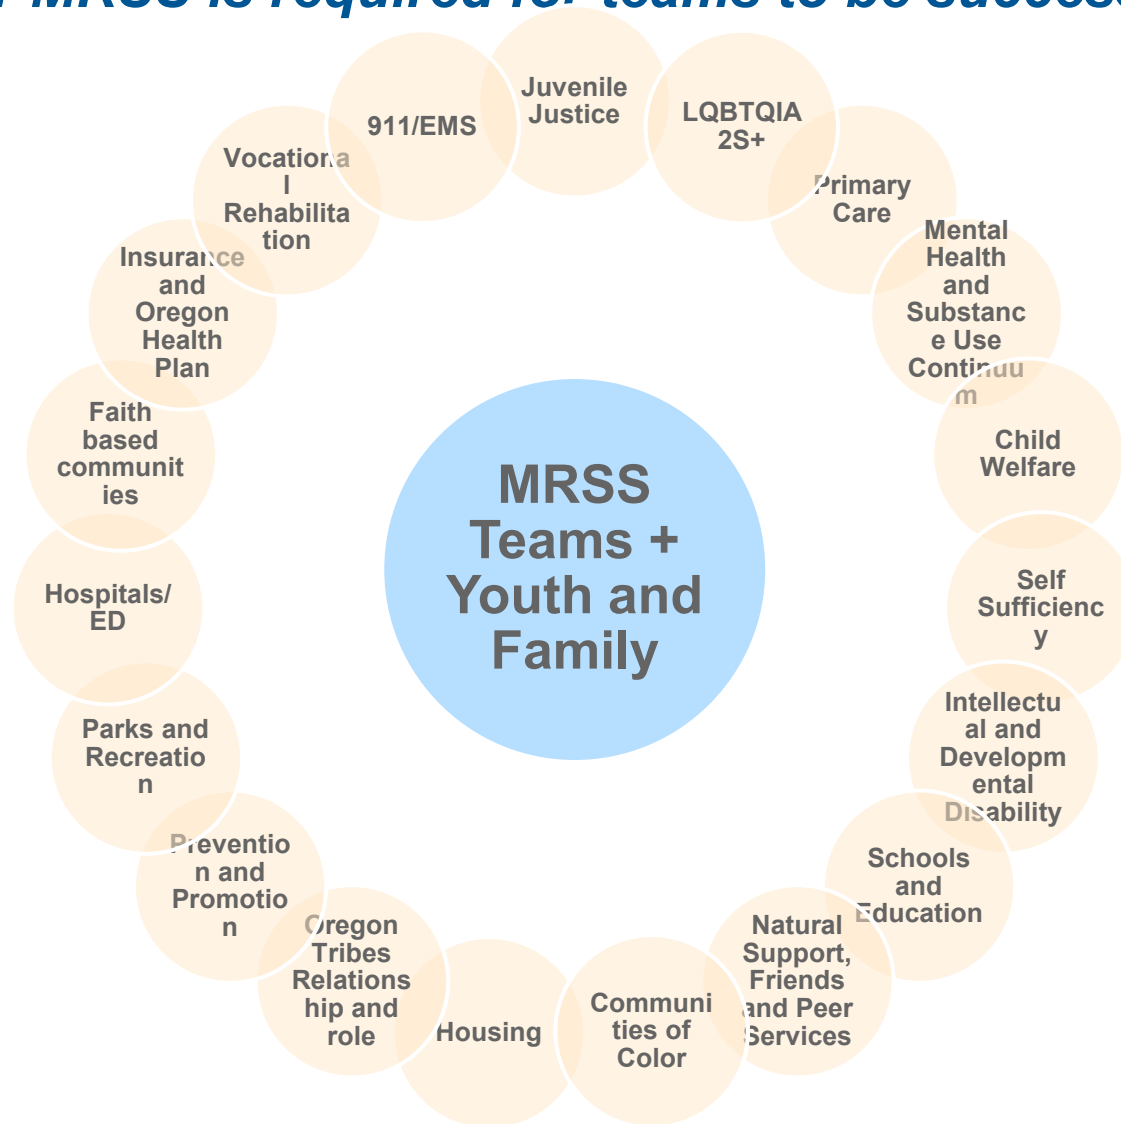 MRSS is required for teams to be success
Juvenile
Justice
LQBTQIA
2S+
Primary
Care
Mental
Health
and
Substanc
e Use
Continuu
m
Child
Welfare
Self
Sufficienc
y
Intellectu
al and
Developm
ental
Disability
Schools
and
Education
Natural
Support,
Friends
and Peer
Services
Communi
ties of
Color
Housing
Oregon
Tribes
Relations
hip and
role
Preventio
n and
Promotio
n
Parks and
Recreatio
n
Hospitals/
ED
Faith
based
communit
ies
Insurance
and
Oregon
Health
Plan
Vocationa
l
Rehabilita
tion
911/EMS
MRSS
Teams +
Youth and
Family